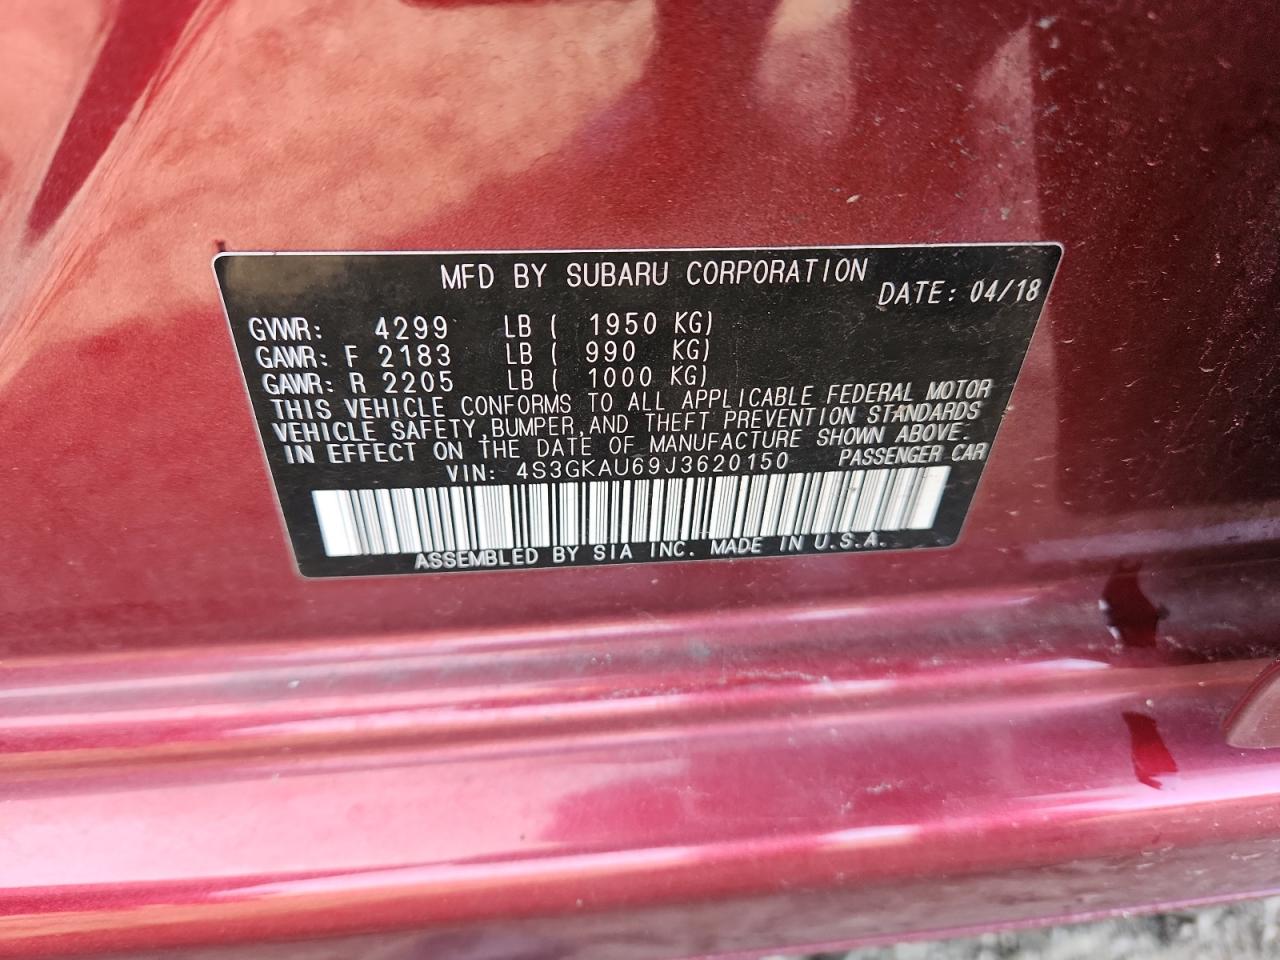 MFD BY SUBARU CORPORATION
DATE: 04/18
GVWR: 4299 LB ( 1950 KG)
GAWR: F 2183 LB ( 990 KG)
GAWR: R 2205 LB ( 1000 KG)
THIS VEHICLE CONFORMS TO ALL APPLICABLE FEDERAL MOTOR
VEHICLE SAFETY,BUMPER,AND THEFT PREVENTION STANDARDS
IN EFFECT ON THE DATE OF MANUFACTURE SHOWN ABOVE.
VIN: 4S3GKAU69J3620150 PASSENGER CAR
ASSEMBLED BY SIA INC. MADE IN U.S.A.